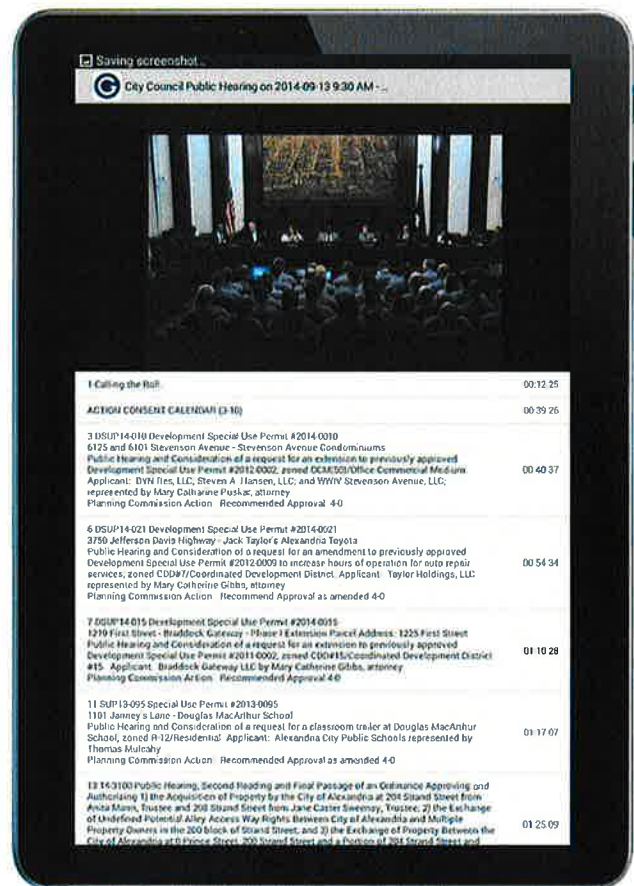 Saving screenshot...
City Council Public Hearing on 2014-09-13 9:30 AM - ...
1 Calling the Roll. 00:12:25
ACTION CONSENT CALENDAR (3-10) 00:39:26
3 DSUP14-010 Development Special Use Permit #2014-0010
6125 and 6101 Stevenson Avenue - Stevenson Avenue Condominiums
Public Hearing and Consideration of a request for an extension to previously approved
Development Special Use Permit #2012-0002, zoned Commercial Medium.
Applicant: DYN Res, LLC, Steven A Hansen, LLC; and WWIV Stevenson Avenue, LLC; 00:40:37
represented by Mary Catharine Puskar, attorney
Planning Commission Action: Recommended Approval 4-0
6 DSUP14-021 Development Special Use Permit #2014-0021
3750 Jefferson Davis Highway - Jack Taylor's Alexandria Toyota
Public Hearing and Consideration of a request for an amendment to previously approved
Development Special Use Permit #2012-0009 to increase hours of operation for auto repair 00:54:34
services; zoned CDD#7/Coordinated Development District. Applicant: Taylor Holdings, LLC
represented by Mary Catherine Gibbs, attorney
Planning Commission Action: Recommend Approval as amended 4-0
7 DSUP14-015 Development Special Use Permit #2014-0015
1219 First Street - Braddock Gateway - Phase I Extension Parcel Address: 1225 First Street
Public Hearing and Consideration of a request for an extension to previously approved
Development Special Use Permit #2011-0002, zoned CDD#15/Coordinated Development District 01:10:28
#15. Applicant: Braddock Gateway LLC by Mary Catherine Gibbs, attorney
Planning Commission Action: Recommended Approval 4-0
11 SUP13-095 Special Use Permit #2013-0095
1101 Janney's Lane - Douglas MacArthur School
Public Hearing and Consideration of a request for a classroom trailer at Douglas MacArthur
School, zoned R-12/Residential. Applicant: Alexandria City Public Schools represented by 01:17:07
Thomas Mulcahy
Planning Commission Action: Recommended Approval as amended 4-0
13 14-3100 Public Hearing, Second Reading and Final Passage of an Ordinance Approving and
Authorizing 1) the Acquisition of Property by the City of Alexandria at 204 Strand Street from
Anita Mann, Trustee and 208 Strand Street from Jane Caster Sweeney, Trustee; 2) the Exchange
of Undefined Potential Alley Access Way Rights Between City of Alexandria and Multiple 01:25:09
Property Owners in the 200 block of Strand Street; and 3) the Exchange of Property Between the
City of Alexandria at 0 Prince Street, 200 Strand Street and a Portion of 204 Strand Street and